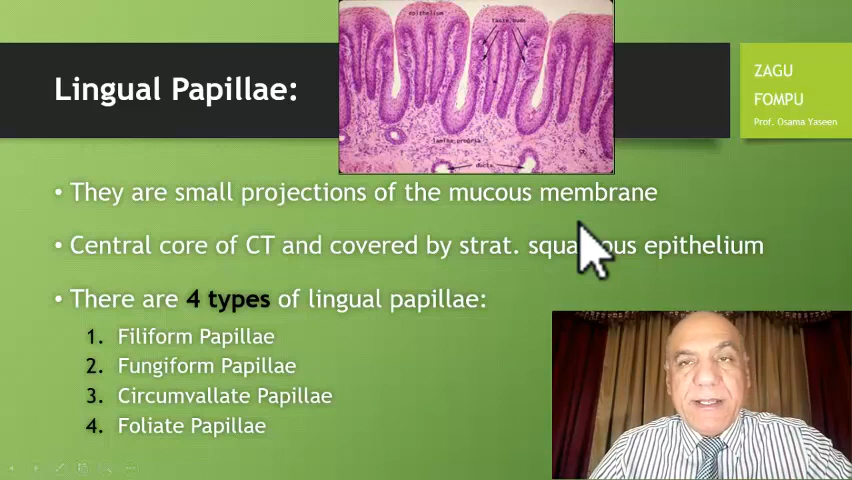 epithelium
taste buds
lamina propria
ducts
Lingual Papillae:
ZAGU
FOMPU
Prof. Osama Yaseen
• They are small projections of the mucous membrane
• Central core of CT and covered by strat. squamous epithelium
• There are 4 types of lingual papillae:
1. Filiform Papillae
2. Fungiform Papillae
3. Circumvallate Papillae
4. Foliate Papillae